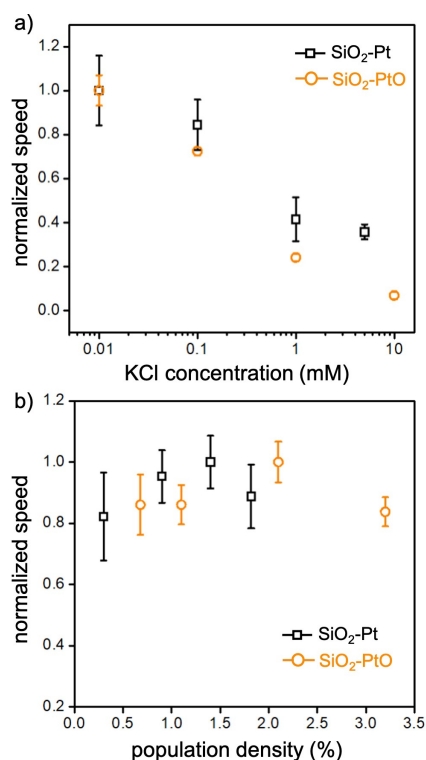 a)
1.2
1.0
0.8
0.6
0.4
0.2
0.0
normalized speed
SiO₂-Pt
SiO₂-PtO
0.01 0.1 1 10
KCl concentration (mM)
b)
1.2
1.0
0.8
0.6
0.4
0.2
normalized speed
SiO₂-Pt
SiO₂-PtO
0.0 0.5 1.0 1.5 2.0 2.5 3.0 3.5
population density (%)